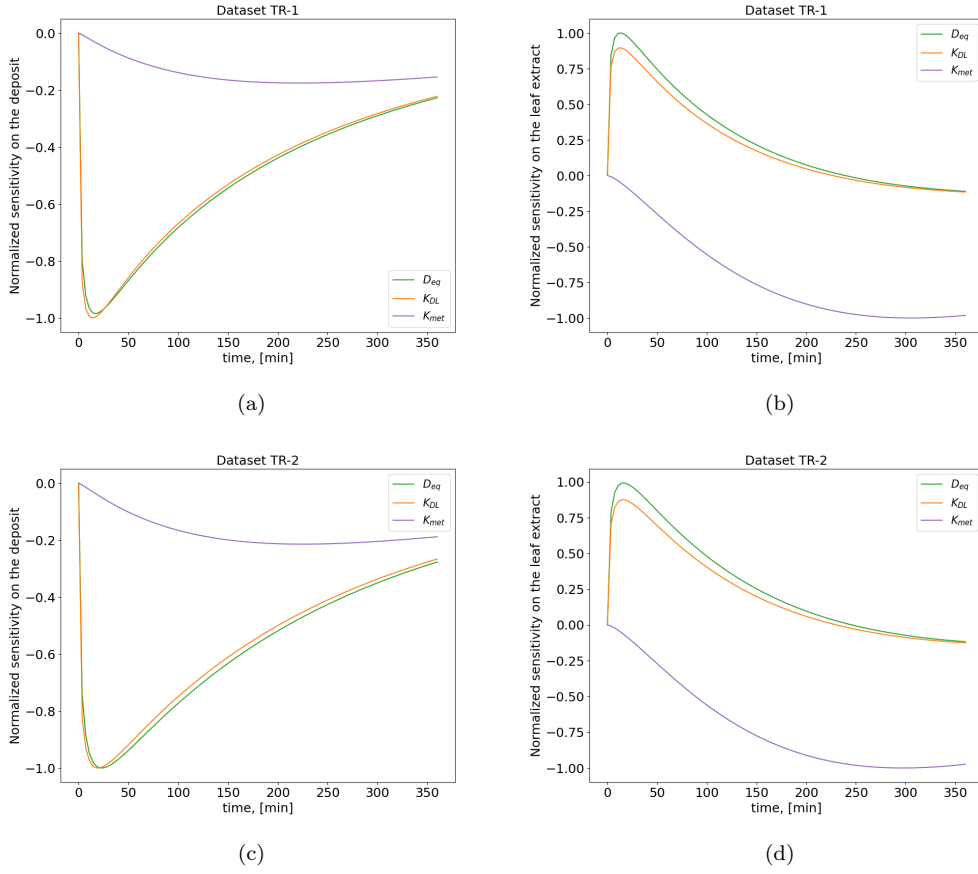 Dataset TR-1
Normalized sensitivity on the deposit
0.0
−0.2
−0.4
−0.6
−0.8
−1.0
D_eq
K_DL
K_met
0 50 100 150 200 250 300 350
time, [min]
(a)
Dataset TR-1
Normalized sensitivity on the leaf extract
1.00
0.75
0.50
0.25
0.00
−0.25
−0.50
−0.75
−1.00
D_eq
K_DL
K_met
0 50 100 150 200 250 300 350
time, [min]
(b)
Dataset TR-2
Normalized sensitivity on the deposit
0.0
−0.2
−0.4
−0.6
−0.8
−1.0
D_eq
K_DL
K_met
0 50 100 150 200 250 300 350
time, [min]
(c)
Dataset TR-2
Normalized sensitivity on the leaf extract
1.00
0.75
0.50
0.25
0.00
−0.25
−0.50
−0.75
−1.00
D_eq
K_DL
K_met
0 50 100 150 200 250 300 350
time, [min]
(d)